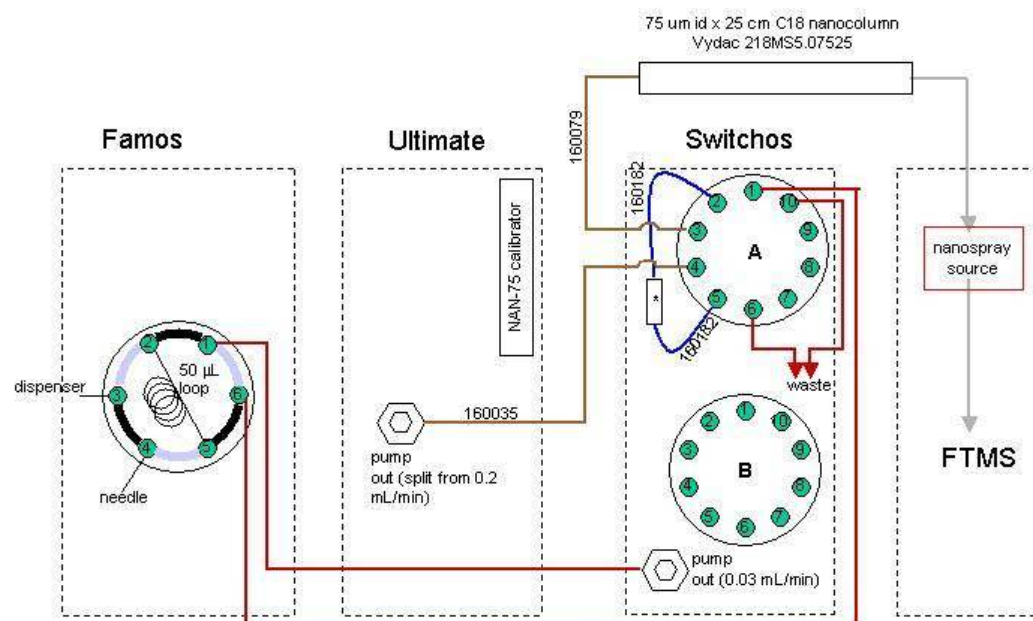 75 um id x 25 cm C18 nanocolumn
Vydac 218MS5.07525
Famos
Ultimate
Switchos
160079
160182
NAN-75 calibrator
1
2
3
4
5
6
7
8
9
10
A
*
160182
waste
nanospray
source
FTMS
1
2
3
4
5
6
50 µL
loop
dispenser
needle
160035
pump
out (split from 0.2
mL/min)
1
2
3
4
5
6
7
8
9
10
B
pump
out (0.03 mL/min)